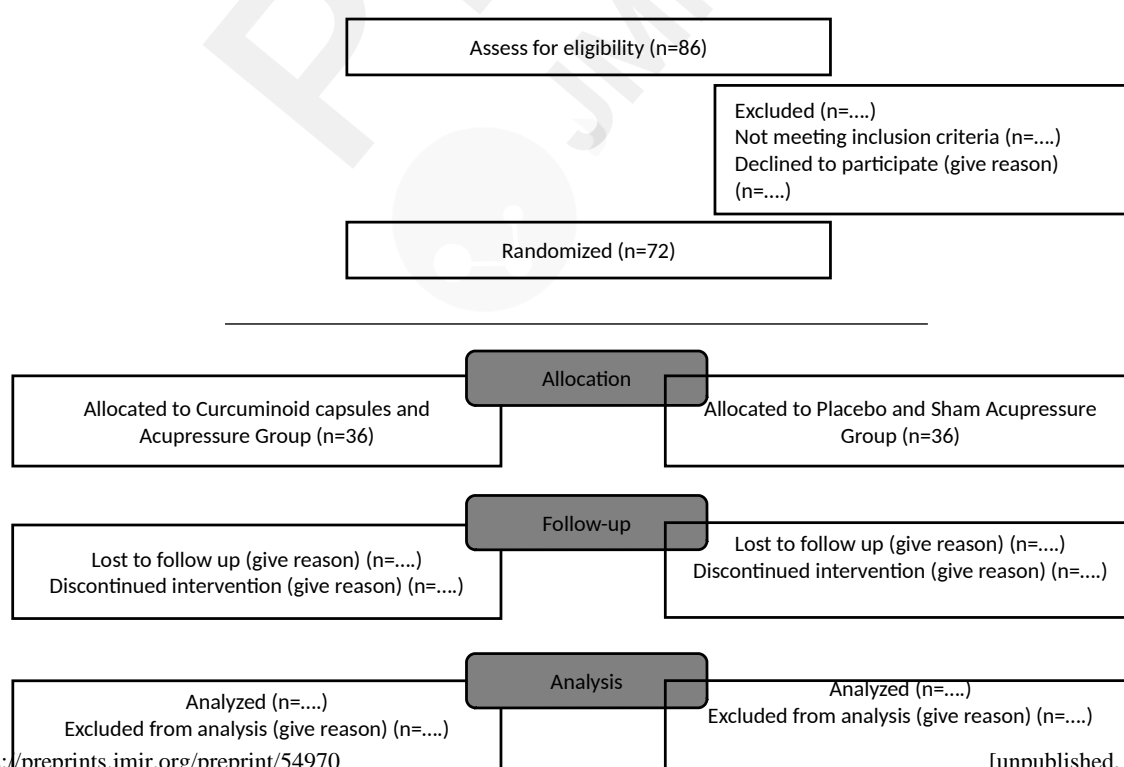 Assess for eligibility (n=86)
Excluded (n=....)
Not meeting inclusion criteria (n=....)
Declined to participate (give reason)
(n=....)
Randomized (n=72)
Allocation
Allocated to Curcuminoid capsules and
Acupressure Group (n=36)
Allocated to Placebo and Sham Acupressure
Group (n=36)
Follow-up
Lost to follow up (give reason) (n=....)
Discontinued intervention (give reason) (n=....)
Lost to follow up (give reason) (n=....)
Discontinued intervention (give reason) (n=....)
Analysis
Analyzed (n=....)
Excluded from analysis (give reason) (n=....)
Analyzed (n=....)
Excluded from analysis (give reason) (n=....)
://preprints.jmir.org/preprint/54970
[unpublished,